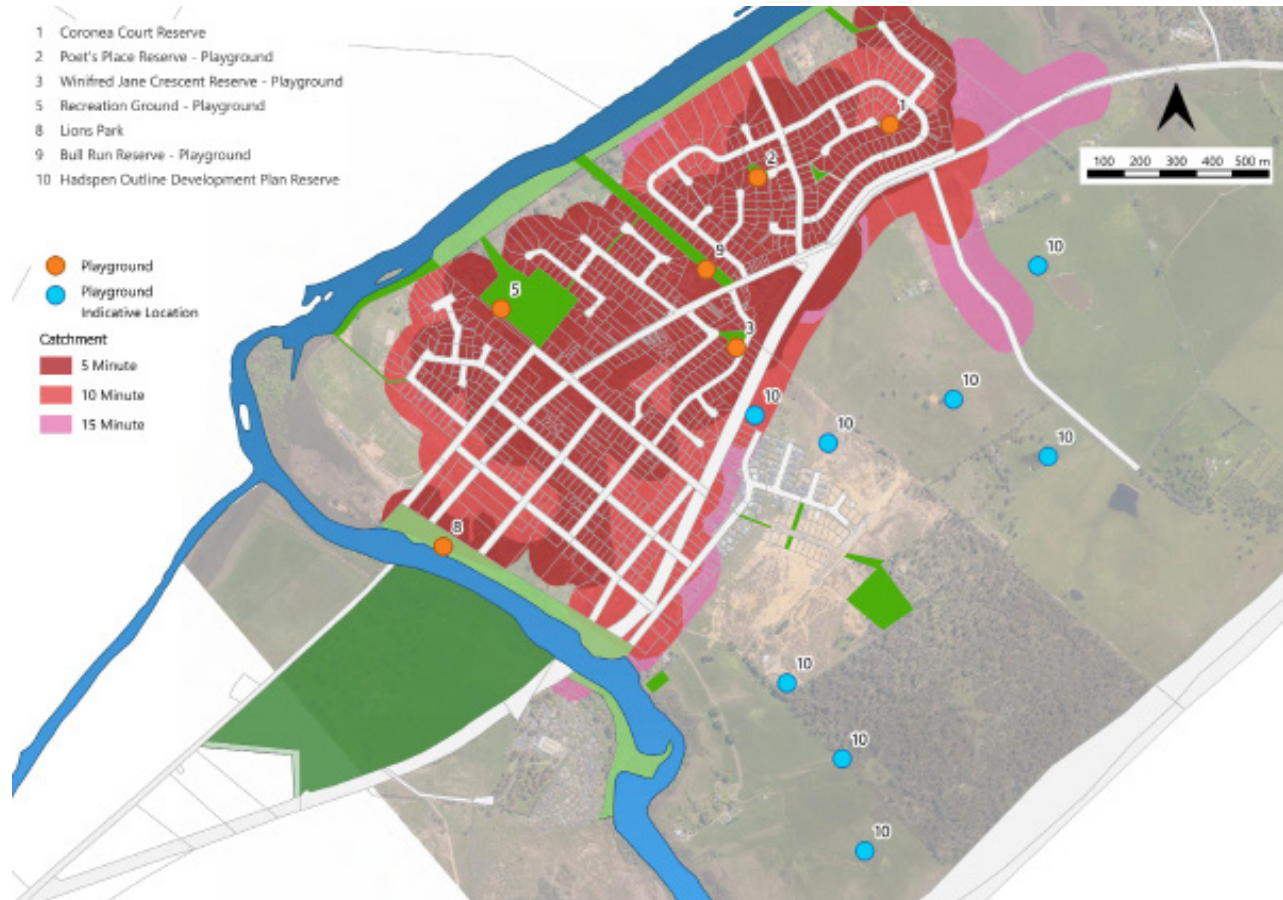 1 Coronea Court Reserve
2 Poet's Place Reserve - Playground
3 Winifred Jane Crescent Reserve - Playground
5 Recreation Ground - Playground
8 Lions Park
9 Bull Run Reserve - Playground
10 Hadspen Outline Development Plan Reserve
Playground
Playground
Indicative Location
Catchment
5 Minute
10 Minute
15 Minute
100 200 300 400 500 m
1
2
9
10
5
3
10
10
10
10
8
10
10
10